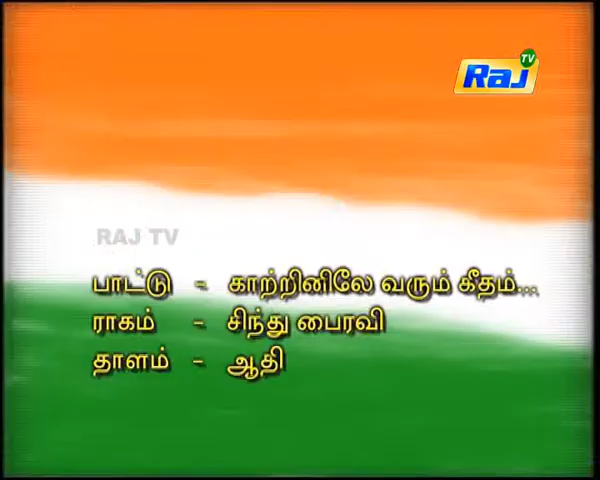 Raj TV
RAJ TV
பாட்டு - காற்றினிலே வரும் கீதம்...
ராகம் - சிந்து பைரவி
தாளம் - ஆதி